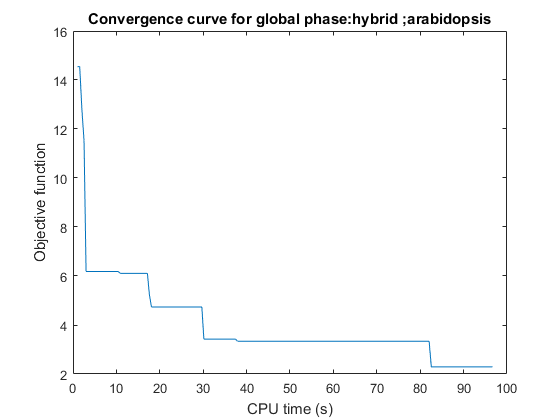 Convergence curve for global phase:hybrid ;arabidopsis
16
14
12
10
8
6
4
2
Objective function
0 10 20 30 40 50 60 70 80 90 100
CPU time (s)